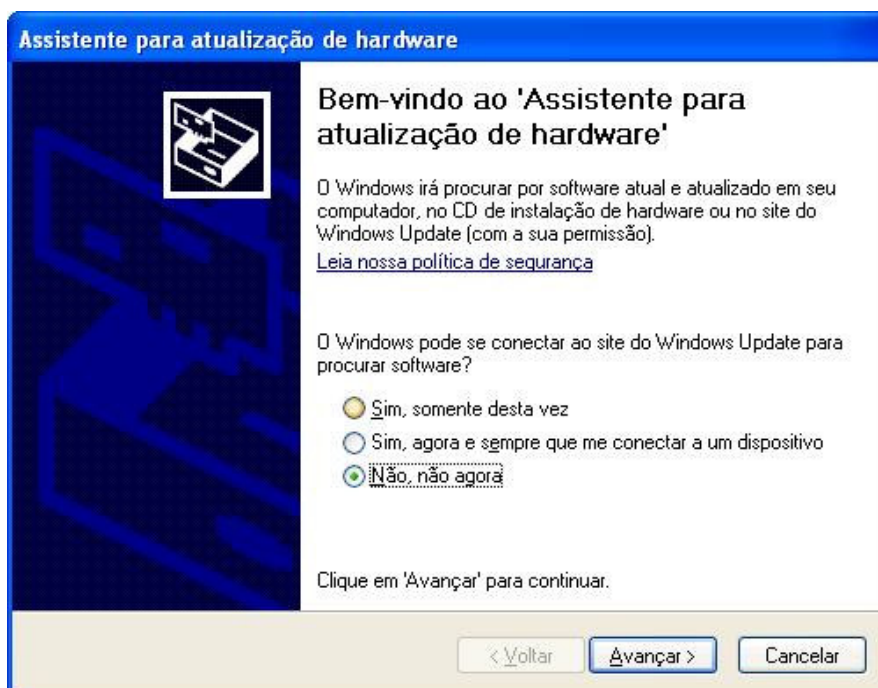 Assistente para atualização de hardware
Bem-vindo ao 'Assistente para
atualização de hardware'
O Windows irá procurar por software atual e atualizado em seu
computador, no CD de instalação de hardware ou no site do
Windows Update (com a sua permissão).
Leia nossa política de segurança
O Windows pode se conectar ao site do Windows Update para
procurar software?
Sim, somente desta vez
Sim, agora e sempre que me conectar a um dispositivo
Não, não agora
Clique em 'Avançar' para continuar.
< Voltar Avançar > Cancelar